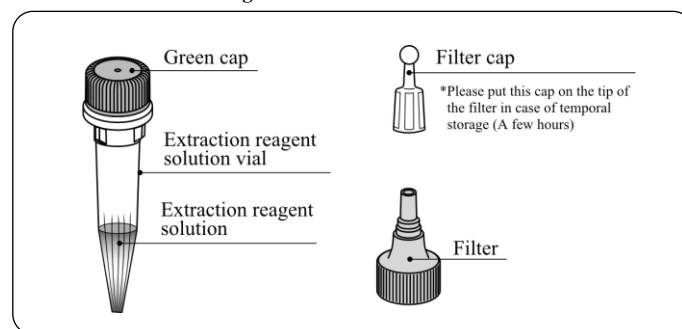 Green cap
Extraction reagent
solution vial
Extraction reagent
solution
Filter cap
*Please put this cap on the tip of
the filter in case of temporal
storage (A few hours)
Filter